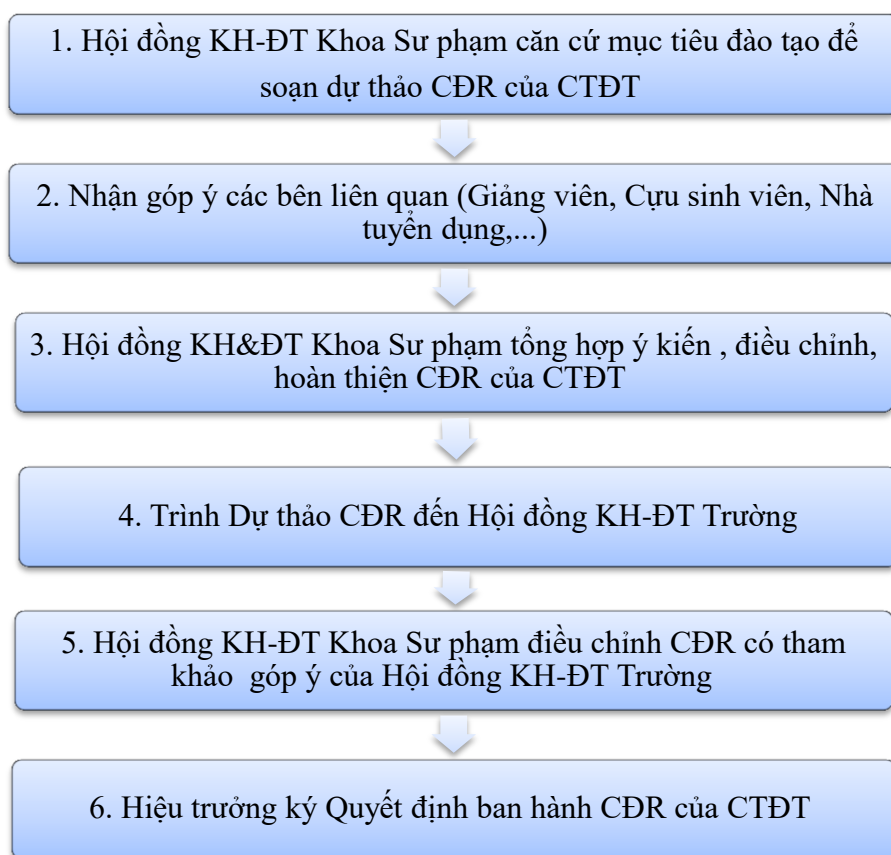 1. Hội đồng KH-ĐT Khoa Sư phạm căn cứ mục tiêu đào tạo để
soạn dự thảo CĐR của CTĐT
2. Nhận góp ý các bên liên quan (Giảng viên, Cựu sinh viên, Nhà
tuyển dụng,...)
3. Hội đồng KH&ĐT Khoa Sư phạm tổng hợp ý kiến , điều chỉnh,
hoàn thiện CĐR của CTĐT
4. Trình Dự thảo CĐR đến Hội đồng KH-ĐT Trường
5. Hội đồng KH-ĐT Khoa Sư phạm điều chỉnh CĐR có tham
khảo  góp ý của Hội đồng KH-ĐT Trường
6. Hiệu trưởng ký Quyết định ban hành CĐR của CTĐT